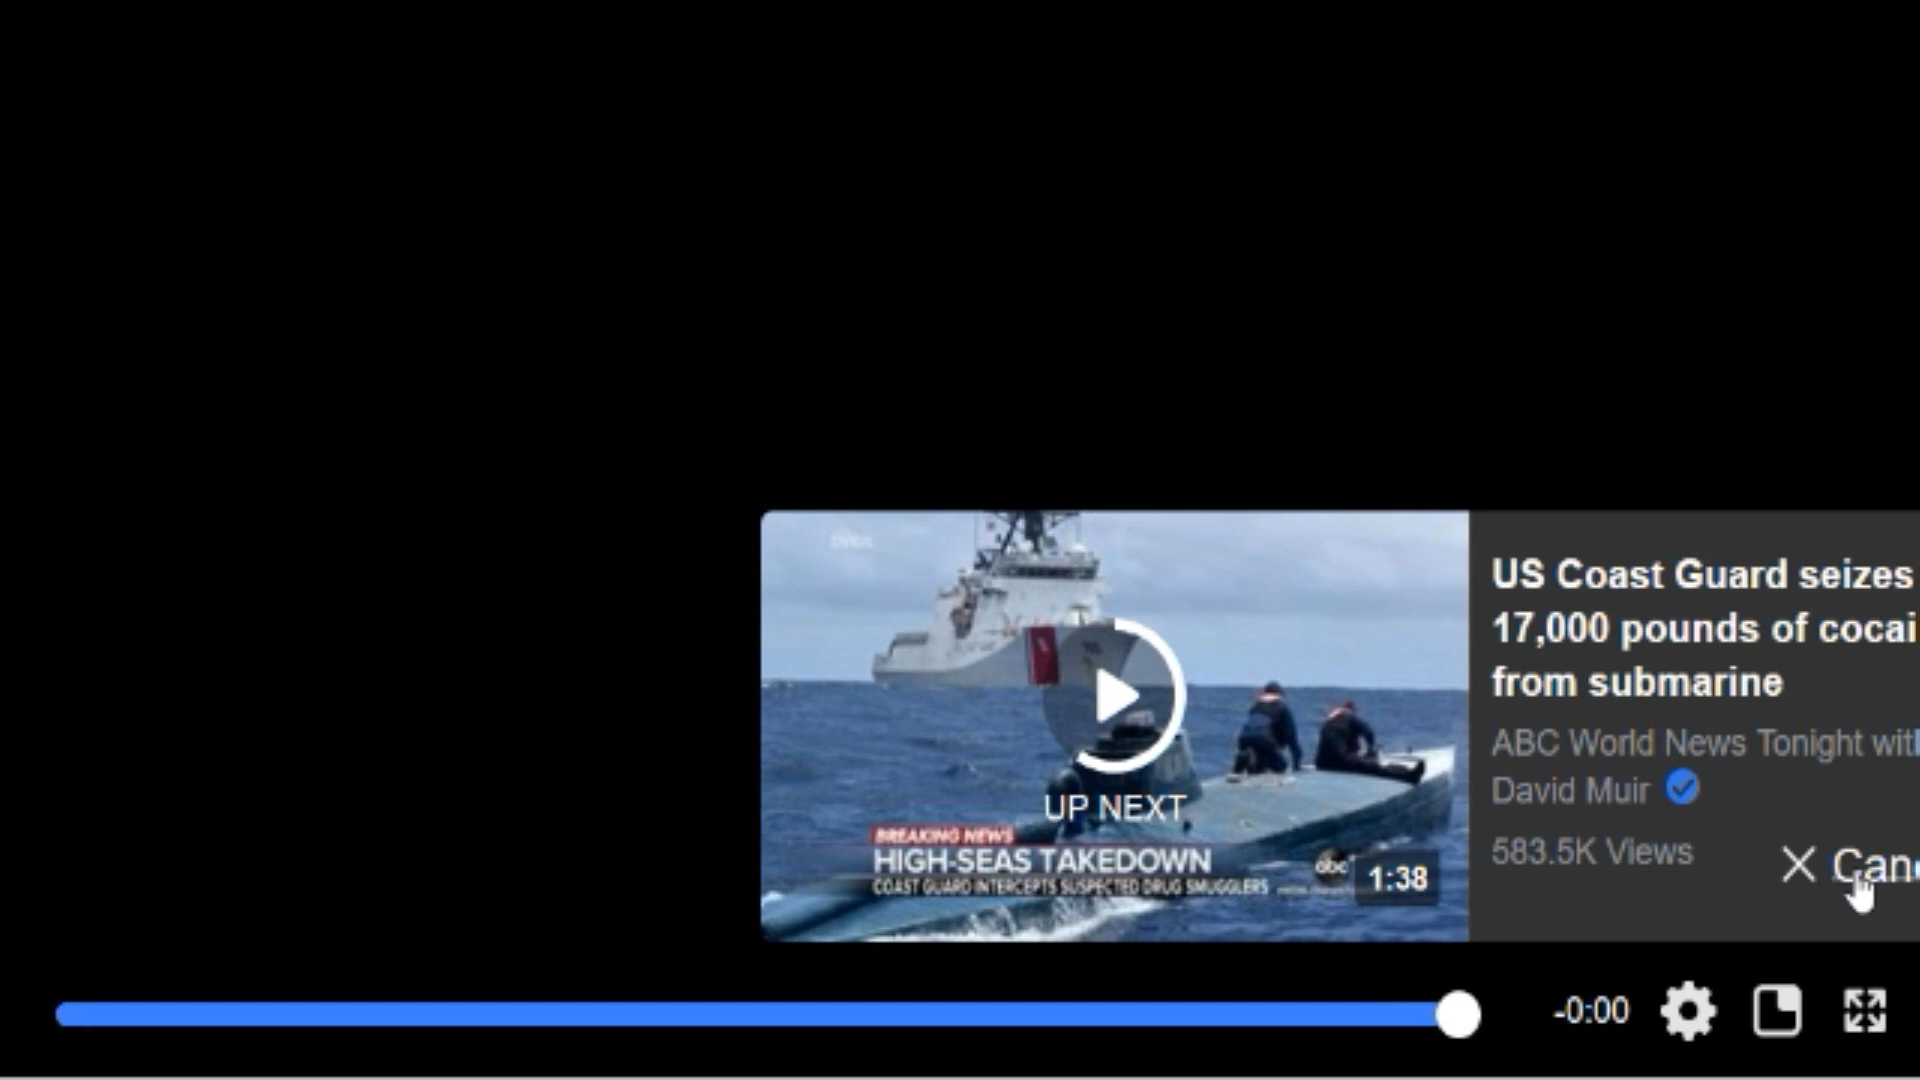 US Coast Guard seizes
17,000 pounds of cocai
from submarine
ABC World News Tonight wit
David Muir
583.5K Views
Canc
UP NEXT
BREAKING NEWS
HIGH-SEAS TAKEDOWN
COAST GUARD INTERCEPTS SUSPECTED DRUG SMUGGLERS
abc
1:38
-0:00